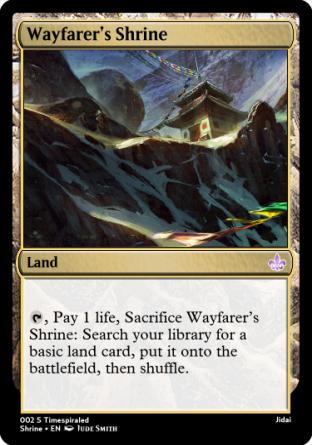 Wayfarer's Shrine
Land
, Pay 1 life, Sacrifice Wayfarer's
Shrine: Search your library for a
basic land card, put it onto the
battlefield, then shuffle.
002 S Timespiraled
Jidai
Shrine • EN Jude Smith